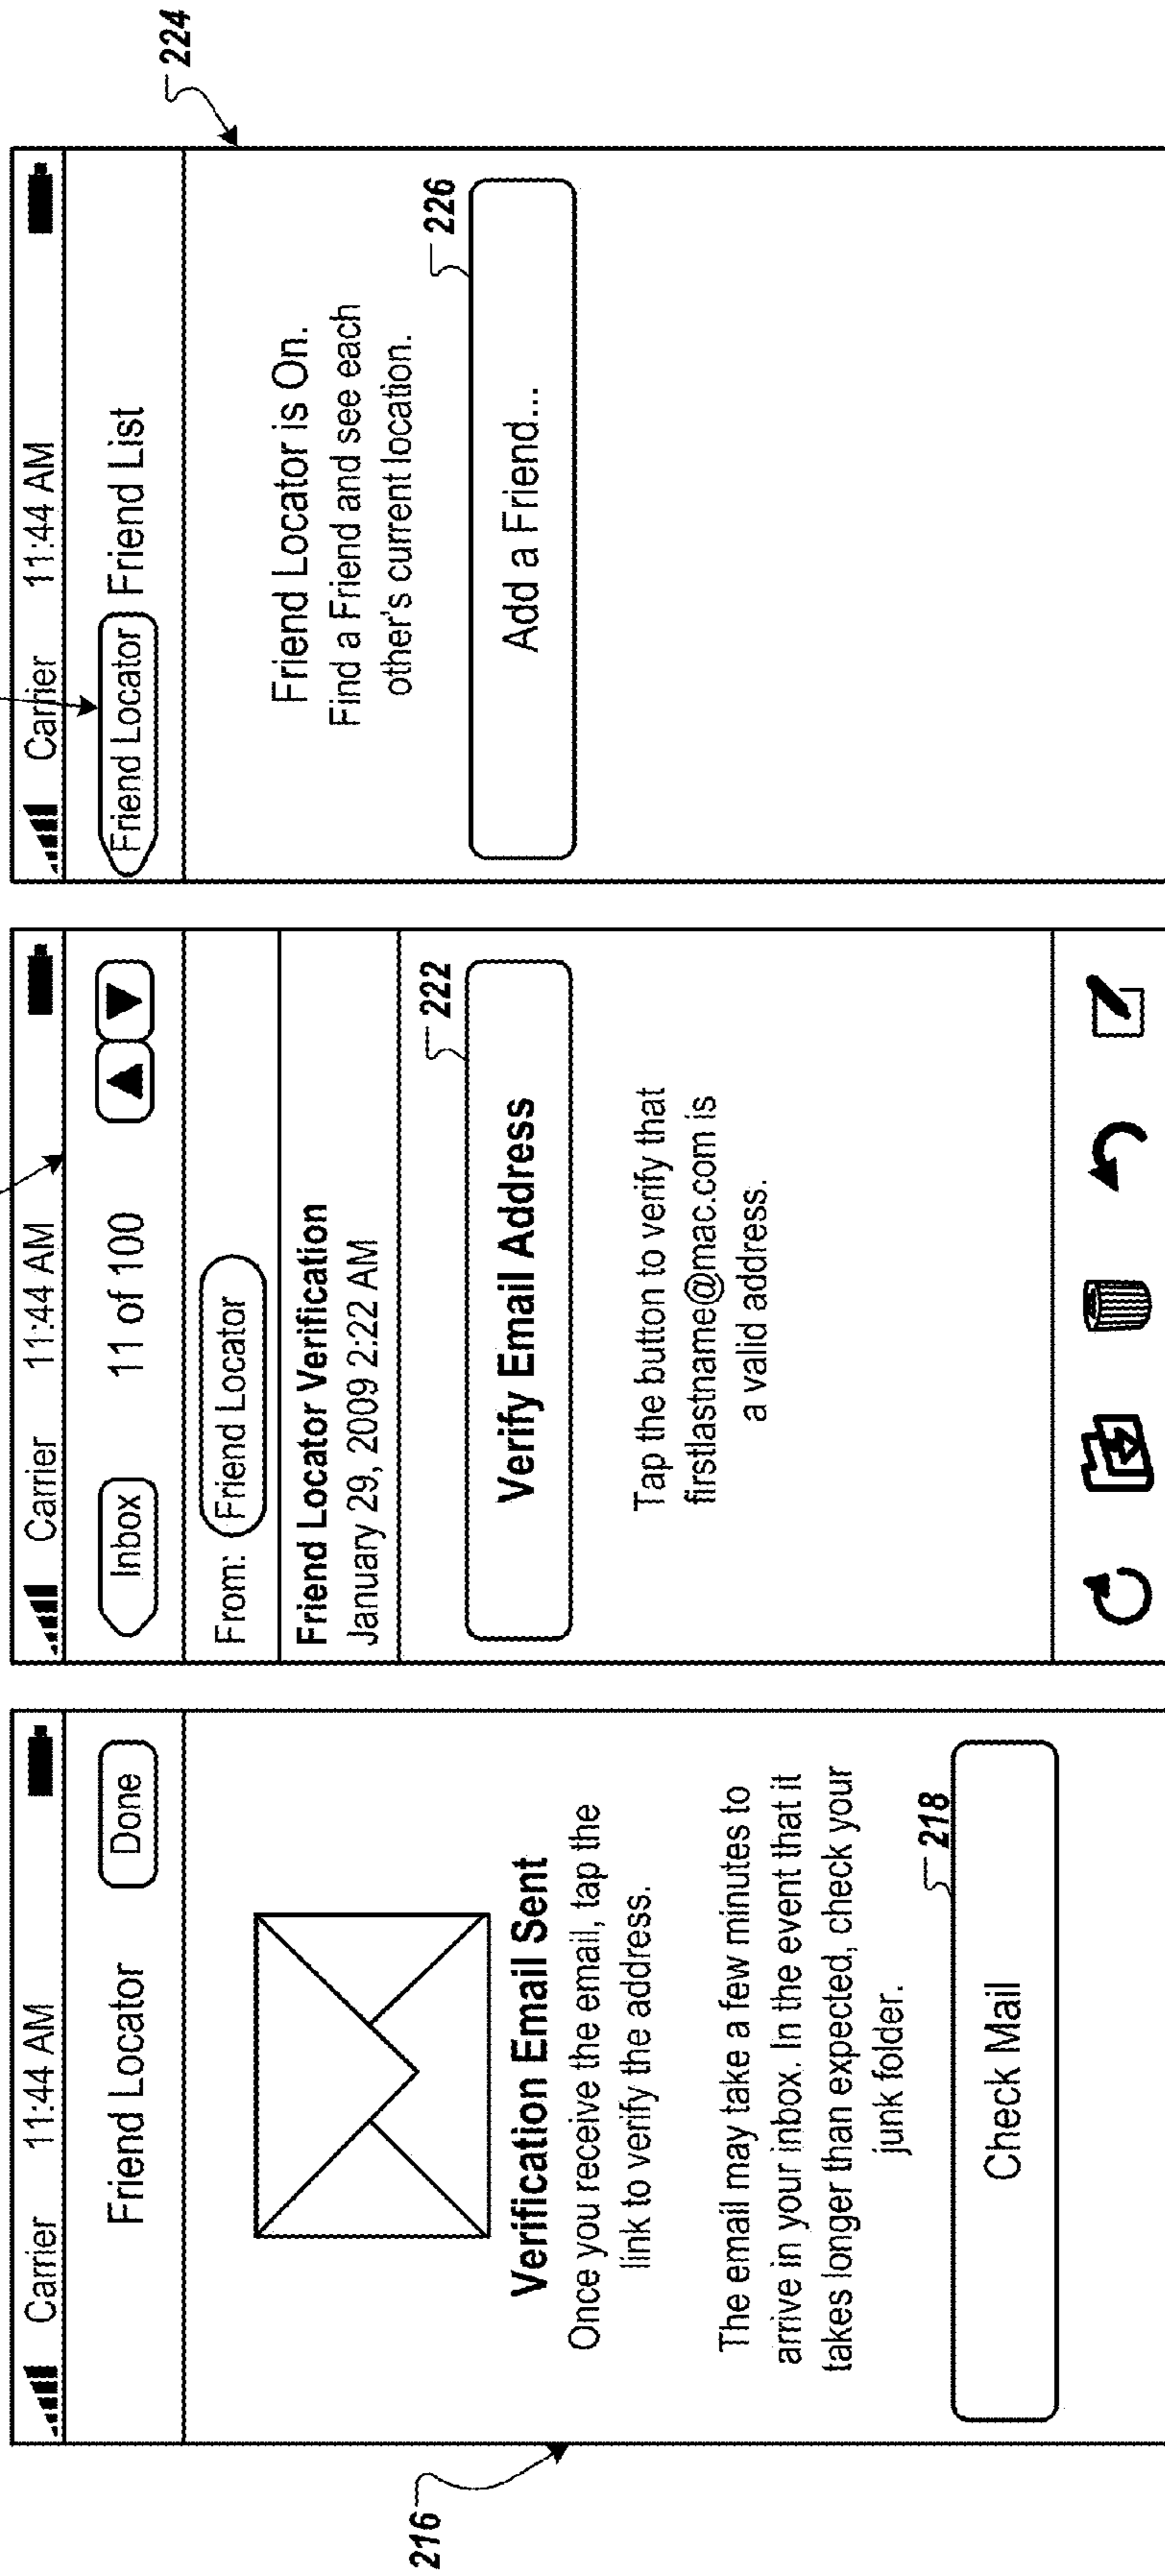 216
Carrier 11:44 AM
Friend Locator Done
Verification Email Sent
Once you receive the email, tap the
link to verify the address.
The email may take a few minutes to
arrive in your inbox. In the event that it
takes longer than expected, check your
junk folder.
218
Check Mail
Carrier 11:44 AM
Inbox 11 of 100
From: Friend Locator
Friend Locator Verification
January 29, 2009 2:22 AM
222
Verify Email Address
Tap the button to verify that
firstlastname@mac.com is
a valid address.
224
Carrier 11:44 AM
Friend Locator Friend List
Friend Locator is On.
Find a Friend and see each
other's current location.
226
Add a Friend...